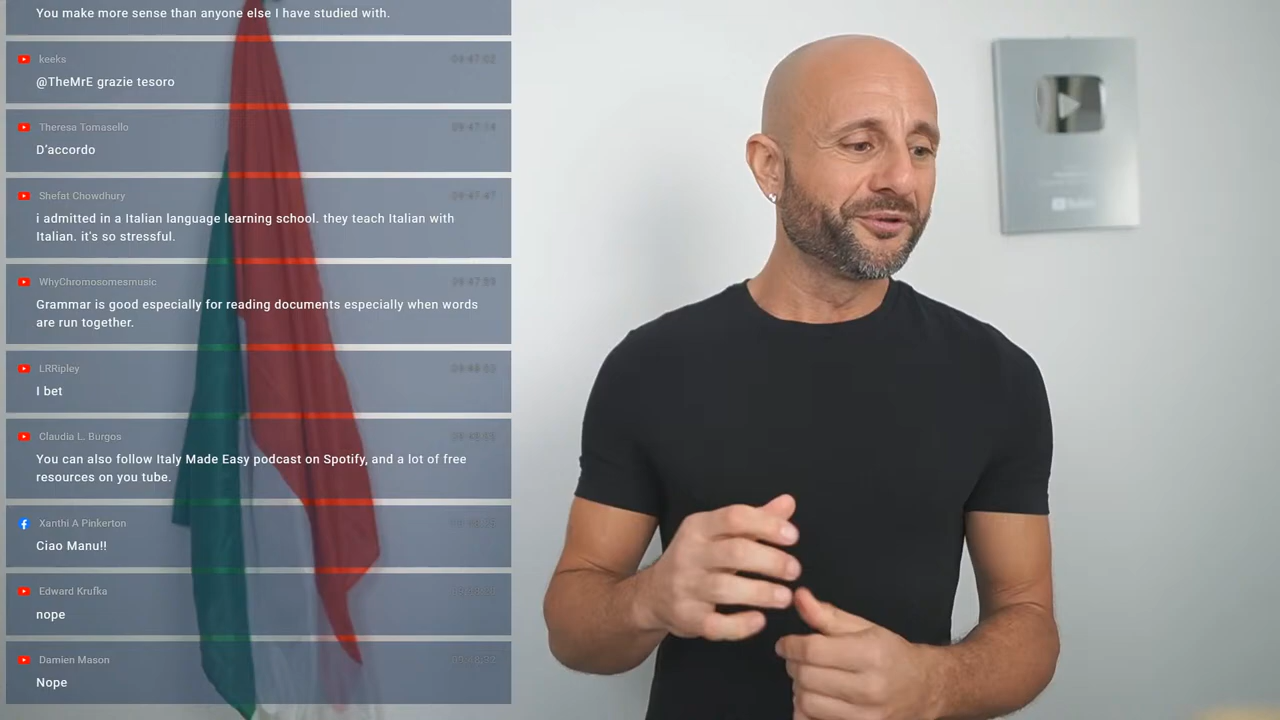 You make more sense than anyone else I have studied with.
keeks
@TheMrE grazie tesoro
Theresa Tomasello
D'accordo
Shefat Chowdhury
i admitted in a Italian language learning school. they teach Italian with
Italian. it's so stressful.
WhyChromosomesmusic
Grammar is good especially for reading documents especially when words
are run together.
LRRipley
I bet
Claudia L. Burgos
You can also follow Italy Made Easy podcast on Spotify, and a lot of free
resources on you tube.
Xanthi A Pinkerton
Ciao Manu!!
Edward Krufka
nope
Damien Mason
Nope